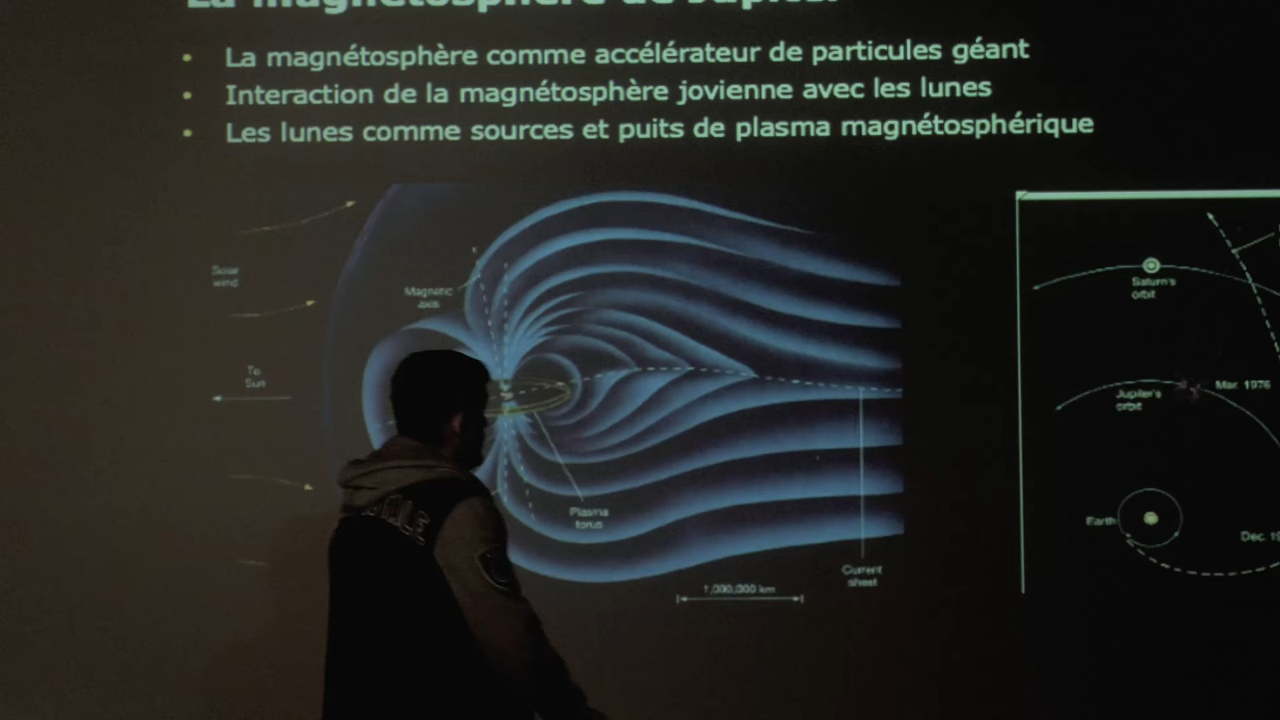 La magnétosphère de Jupiter
La magnétosphère comme accélérateur de particules géant
Interaction de la magnétosphère jovienne avec les lunes
Les lunes comme sources et puits de plasma magnétosphérique
Solar
wind
Magnetic
axis
To
Sun
Plasma
torus
Current
sheet
1,000,000 km
Saturn's
orbit
Jupiter's
orbit
Mar. 1976
Earth
Dec. 19